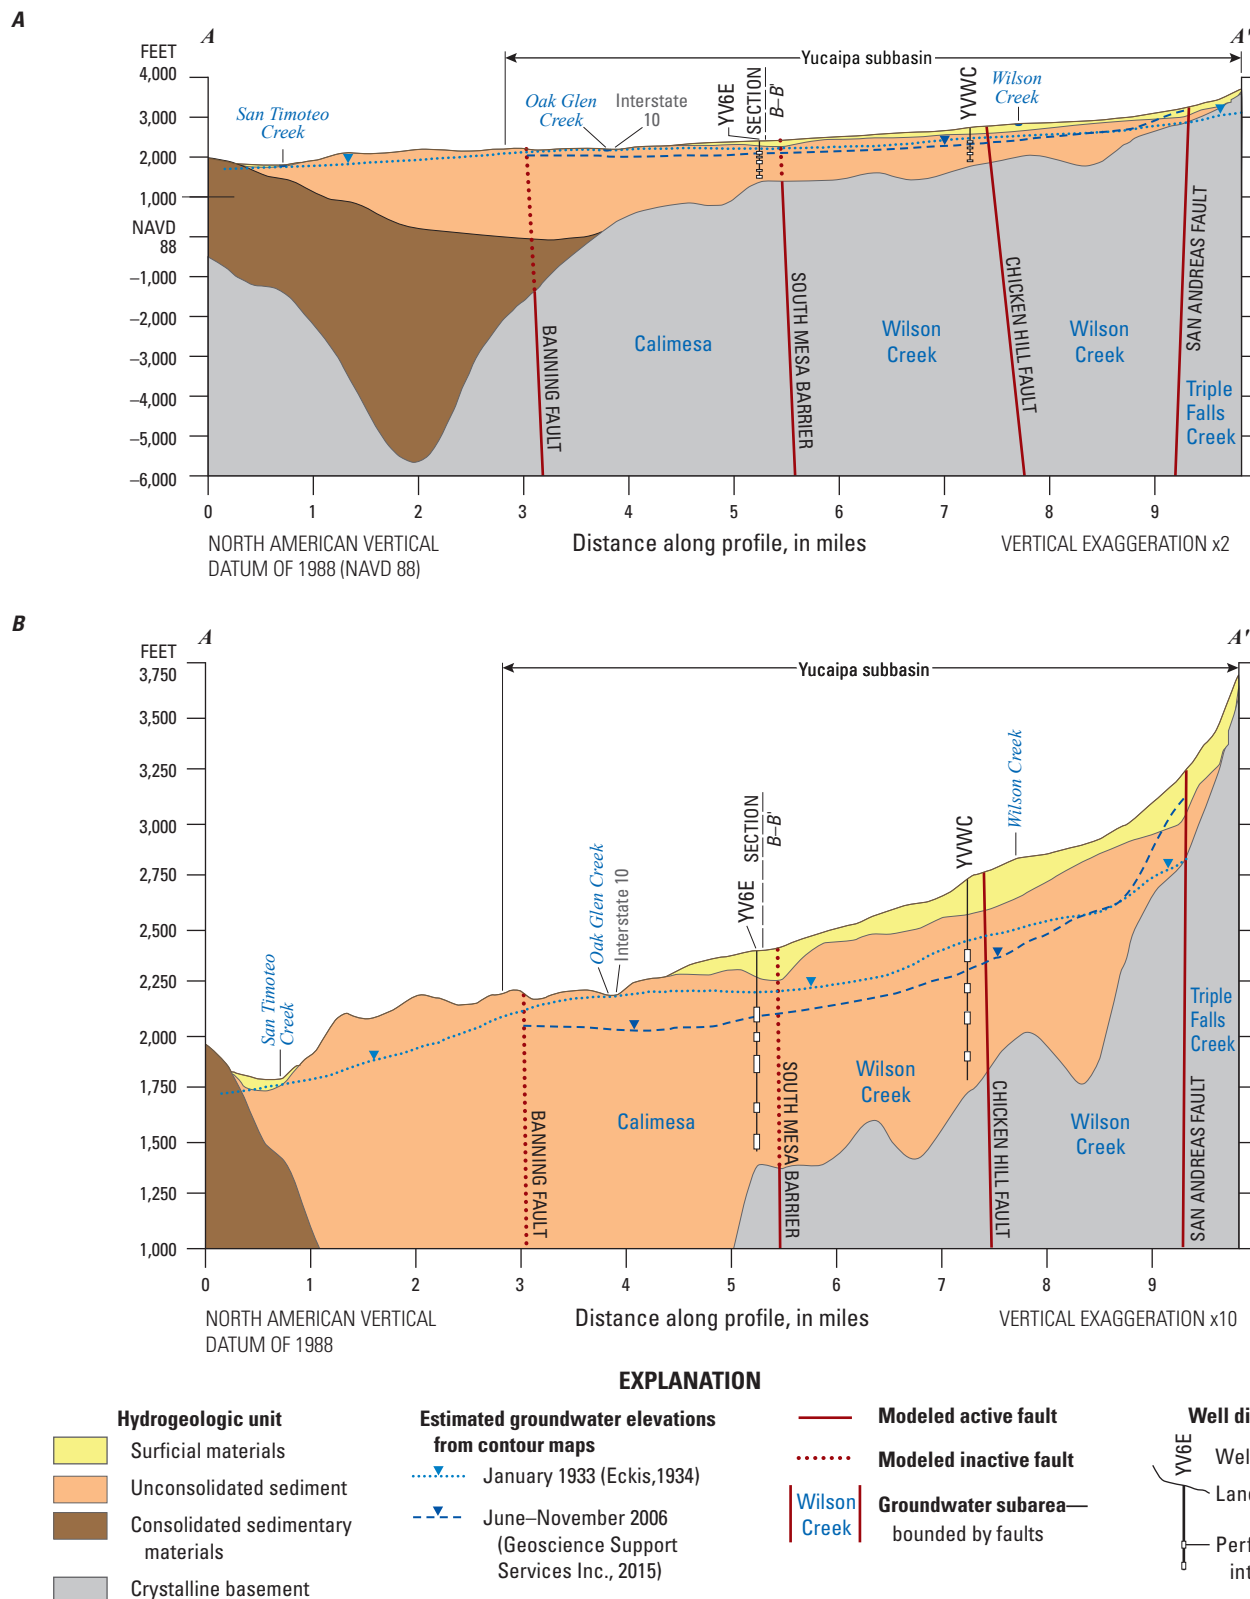 A
A
A'
FEET
4,000
3,000
2,000
1,000
NAVD
88
−1,000
−2,000
−3,000
−4,000
−5,000
−6,000
Yucaipa subbasin
San Timoteo
Creek
Oak Glen
Creek
Interstate
10
YV6E
SECTION
B–B'
YVWC
Wilson
Creek
BANNING FAULT
Calimesa
SOUTH MESA BARRIER
Wilson
Creek
CHICKEN HILL FAULT
Wilson
Creek
SAN ANDREAS FAULT
Triple
Falls
Creek
0 1 2 3 4 5 6 7 8 9
NORTH AMERICAN VERTICAL
DATUM OF 1988 (NAVD 88)
Distance along profile, in miles
VERTICAL EXAGGERATION x2
B
A
A'
FEET
3,750
3,500
3,250
3,000
2,750
2,500
2,250
2,000
1,750
1,500
1,250
1,000
Yucaipa subbasin
San Timoteo
Creek
Oak Glen Creek
Interstate 10
YV6E
SECTION
B–B'
YVWC
Wilson Creek
BANNING FAULT
Calimesa
SOUTH MESA BARRIER
Wilson
Creek
CHICKEN HILL FAULT
Wilson
Creek
SAN ANDREAS FAULT
Triple
Falls
Creek
0 1 2 3 4 5 6 7 8 9
NORTH AMERICAN VERTICAL
DATUM OF 1988
Distance along profile, in miles
VERTICAL EXAGGERATION x10
EXPLANATION
Hydrogeologic unit
Surficial materials
Unconsolidated sediment
Consolidated sedimentary
materials
Crystalline basement
Estimated groundwater elevations
from contour maps
January 1933 (Eckis,1934)
June–November 2006
(Geoscience Support
Services Inc., 2015)
Modeled active fault
Modeled inactive fault
Wilson
Creek
Groundwater subarea—
bounded by faults
Well di
YV6E
Wel
Lan
Perf
int